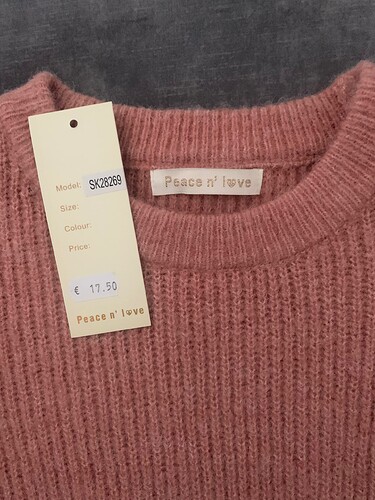 Peace n' love
Model: SK28269
Size:
Colour:
Price:
€ 17.50
Peace n' love